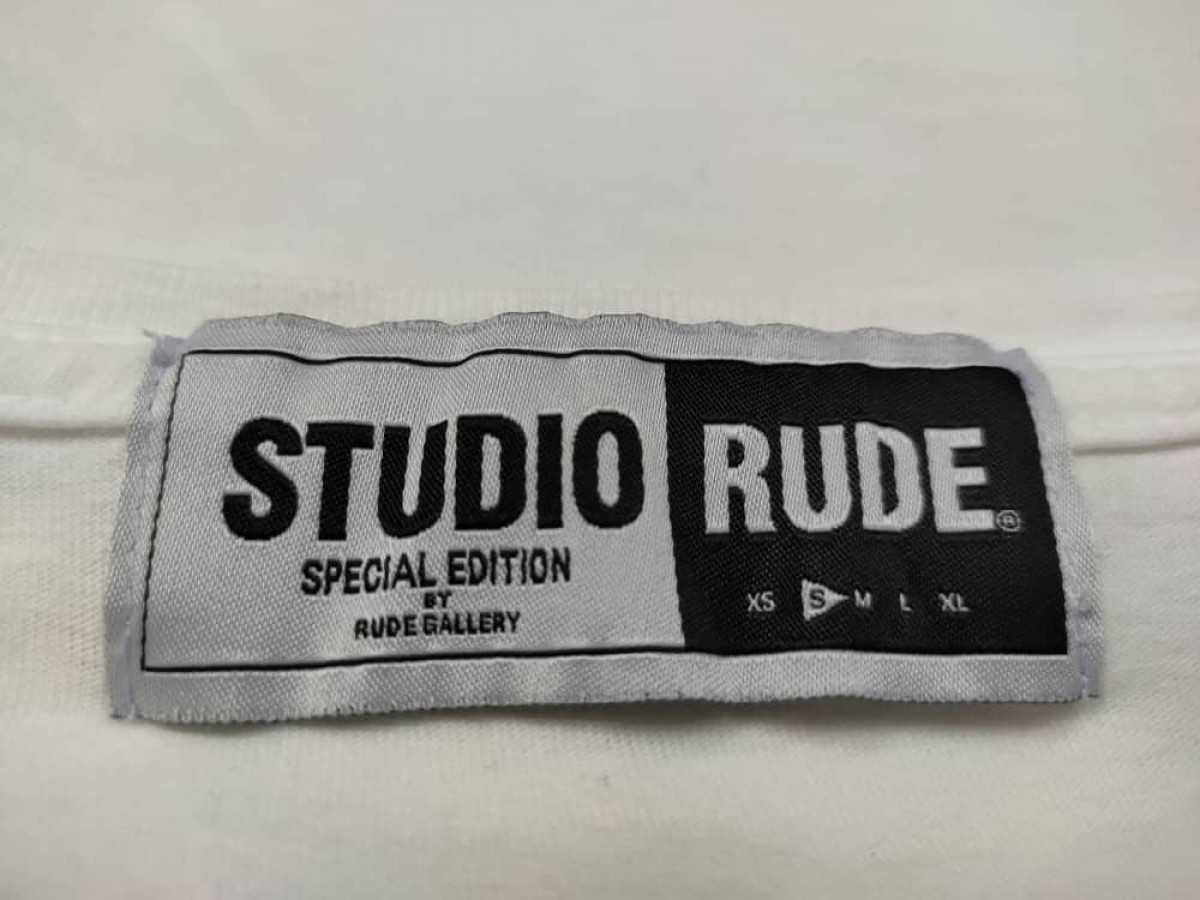 STUDIO RUDE®
SPECIAL EDITION
BY
RUDE GALLERY
XS S M L XL